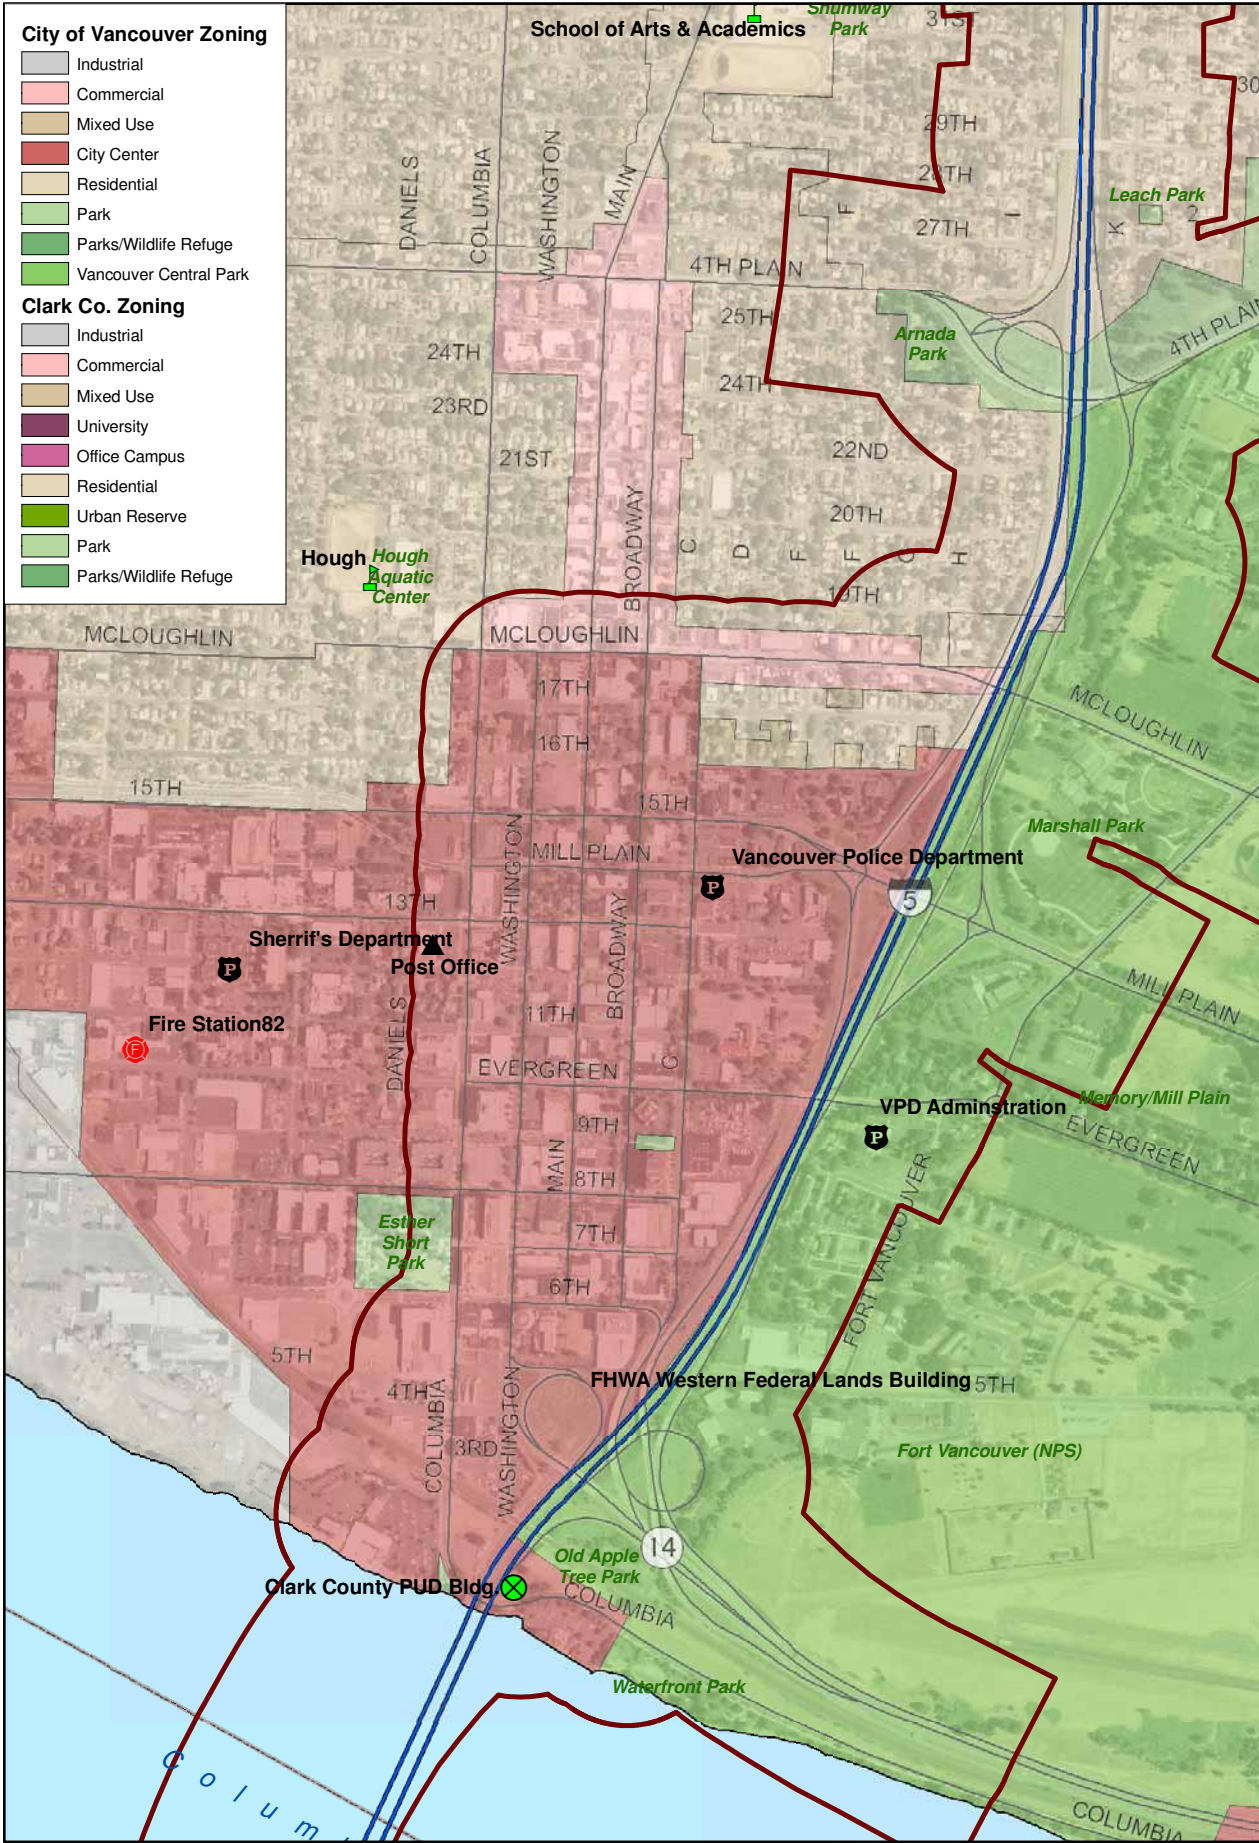 City of Vancouver Zoning
Industrial
Commercial
Mixed Use
City Center
Residential
Park
Parks/Wildlife Refuge
Vancouver Central Park
Clark Co. Zoning
Industrial
Commercial
Mixed Use
University
Office Campus
Residential
Urban Reserve
Park
Parks/Wildlife Refuge
School of Arts & Academics
Shumway
Park
31ST
30
29TH
28TH
27TH
DANIELS
COLUMBIA
WASHINGTON
MAIN
F
I
K
2
Leach Park
4TH PLAIN
25TH
24TH
Arnada
Park
4TH PLAIN
24TH
23RD
21ST
22ND
20TH
19TH
BROADWAY
C
D
F
F
G
H
Hough
Hough
Aquatic
Center
MCLOUGHLIN
MCLOUGHLIN
MCLOUGHLIN
17TH
16TH
15TH
15TH
MILL PLAIN
WASHINGTON
Marshall Park
Vancouver Police Department
P
5
13TH
BROADWAY
Sherrif's Department
P
Post Office
MILL PLAIN
11TH
Fire Station82
F
DANIELS
EVERGREEN
C
VPD Adminstration
P
Memory/Mill Plain
EVERGREEN
9TH
MAIN
8TH
7TH
6TH
FORT VANCOUVER
Esther
Short
Park
5TH
4TH
3RD
COLUMBIA
WASHINGTON
FHWA Western Federal Lands Building
5TH
Fort Vancouver (NPS)
14
Old Apple
Tree Park
Clark County PUD Bldg.
COLUMBIA
Waterfront Park
Colum
COLUMBIA